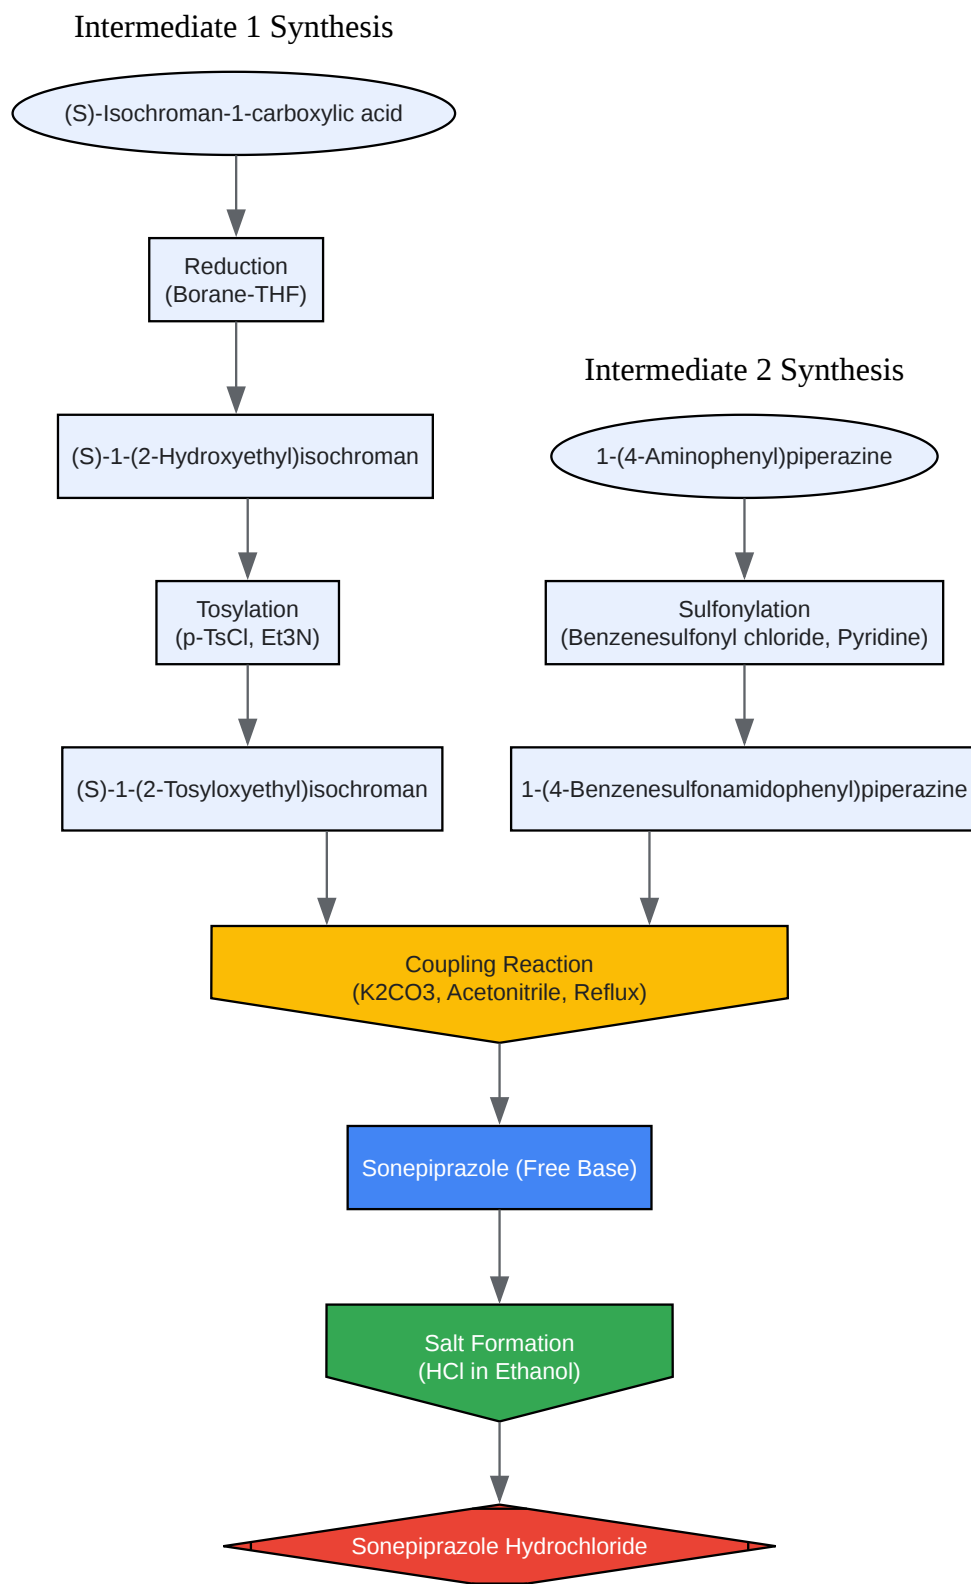 Intermediate 1 Synthesis
(S)-Isochroman-1-carboxylic acid
Reduction
(Borane-THF)
(S)-1-(2-Hydroxyethyl)isochroman
Tosylation
(p-TsCl, Et3N)
(S)-1-(2-Tosyloxyethyl)isochroman
Intermediate 2 Synthesis
1-(4-Aminophenyl)piperazine
Sulfonylation
(Benzenesulfonyl chloride, Pyridine)
1-(4-Benzenesulfonamidophenyl)piperazine
Coupling Reaction
(K2CO3, Acetonitrile, Reflux)
Sonepiprazole (Free Base)
Salt Formation
(HCl in Ethanol)
Sonepiprazole Hydrochloride